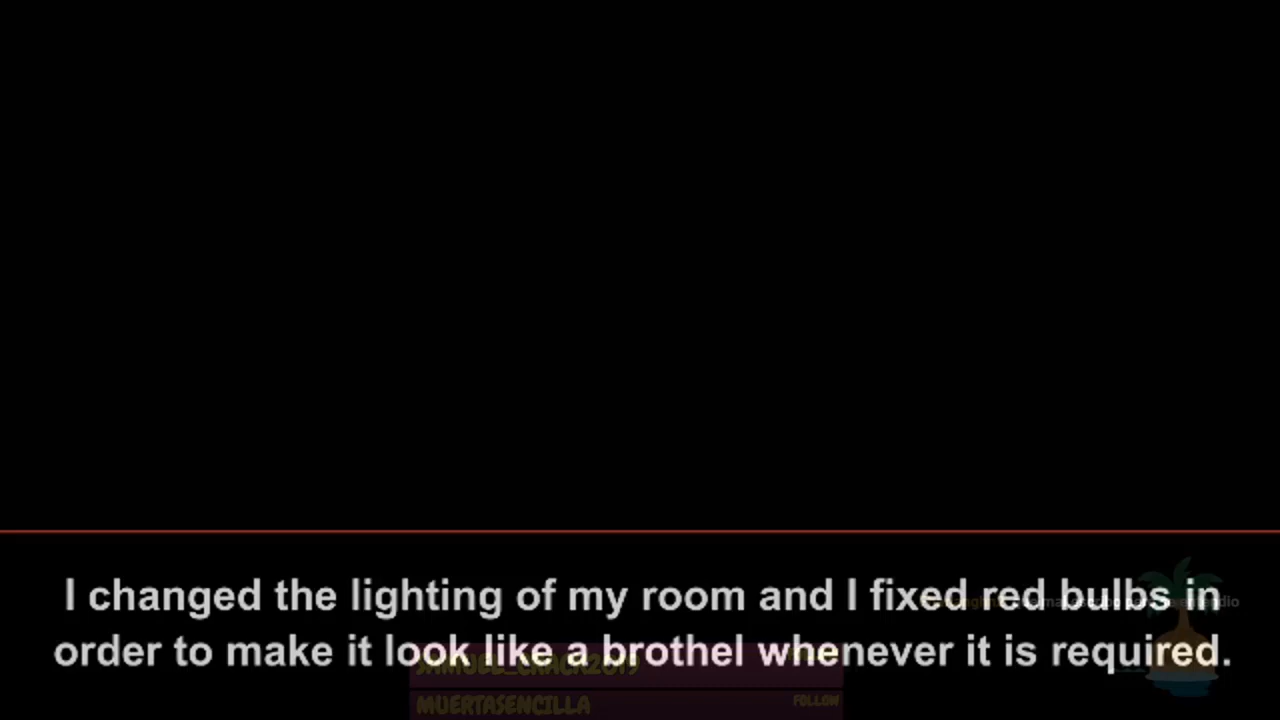 I changed the lighting of my room and I fixed red bulbs in
order to make it look like a brothel whenever it is required.
MUERTASENCILLA
FOLLOW